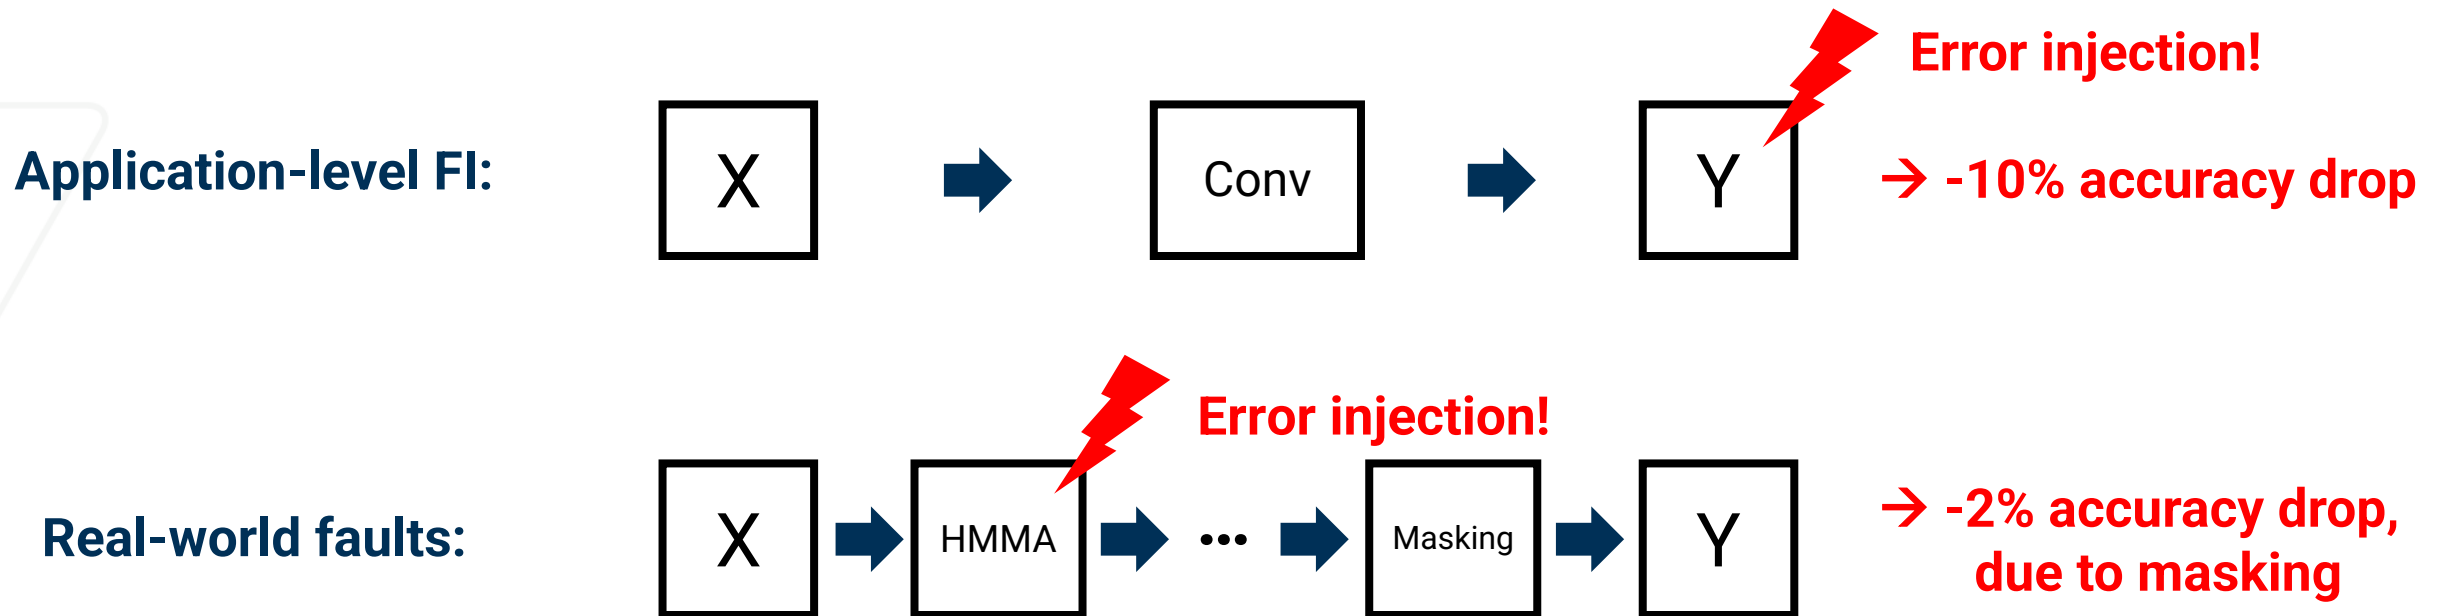 Error injection!
Application-level FI:
X
Conv
Y
→ -10% accuracy drop
Error injection!
Real-world faults:
X
HMMA
...
Masking
Y
→ -2% accuracy drop,
due to masking